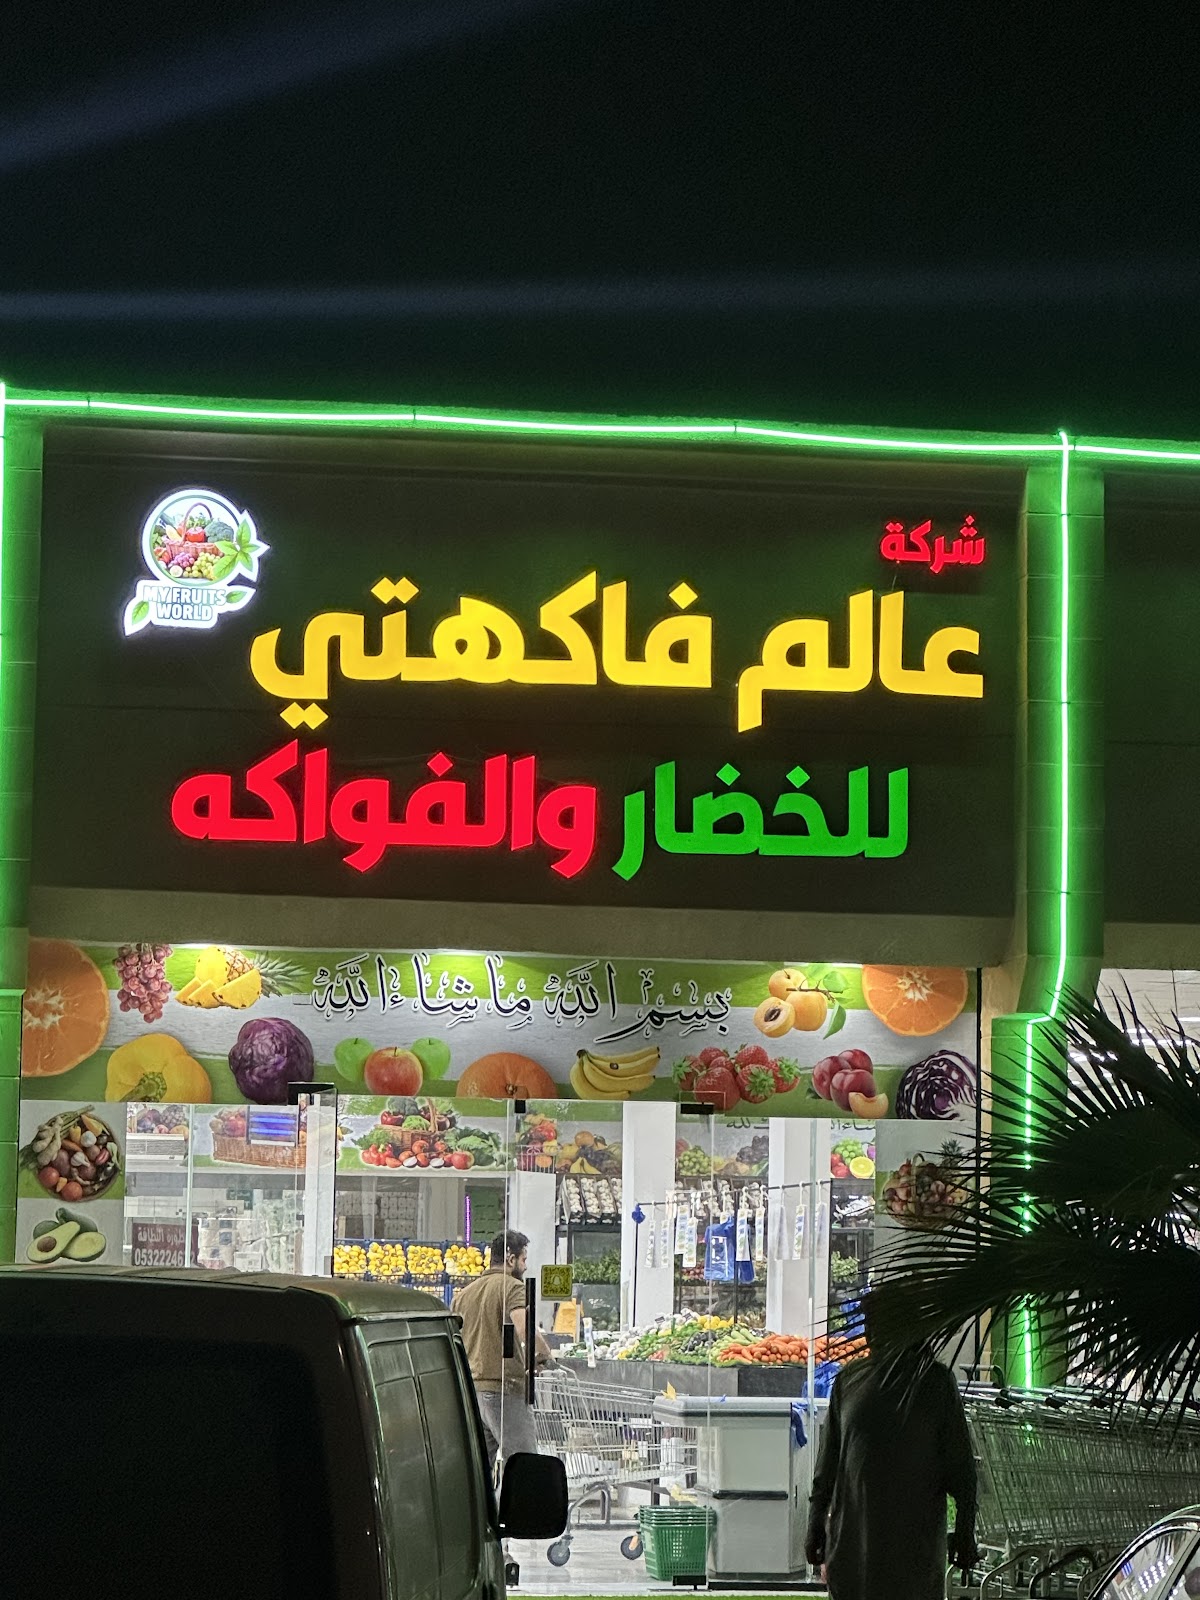 شركة
عالم فاكهتي
للخضار والفواكه
MY FRUITS
WORLD
بسم الله ما شاء الله